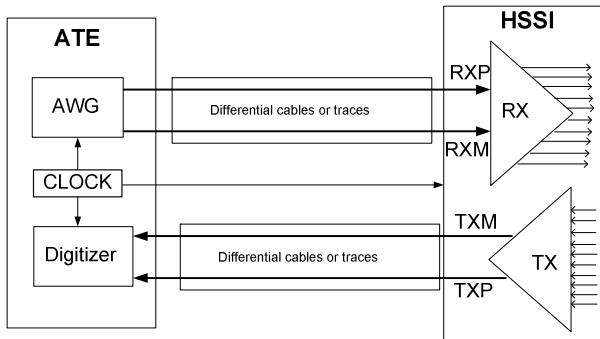 ATE
HSSI
AWG
Differential cables or traces
RXP
RX
RXM
CLOCK
Digitizer
Differential cables or traces
TXM
TX
TXP